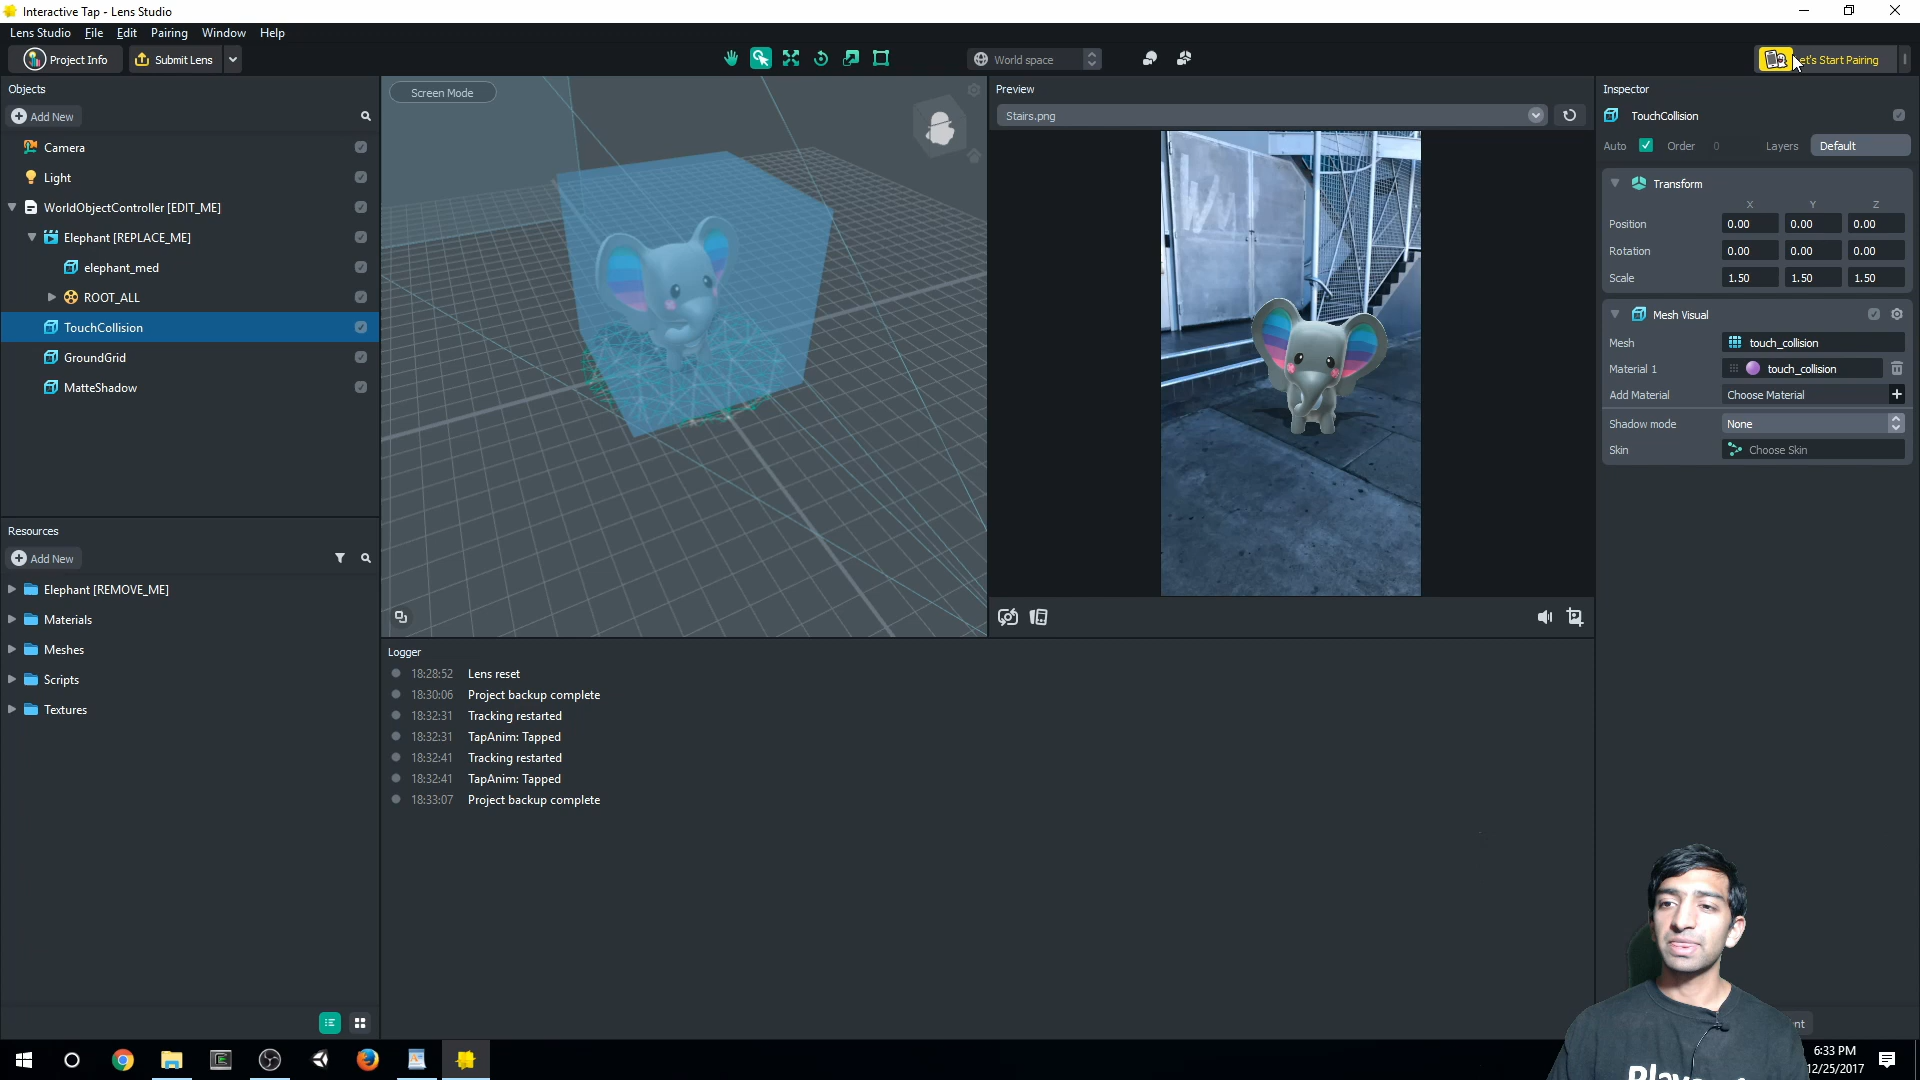 Interactive Tap - Lens Studio
Lens Studio File Edit Pairing Window Help
Project Info Submit Lens World space et's Start Pairing
Objects
Add New
Camera
Light
WorldObjectController [EDIT_ME]
Elephant [REPLACE_ME]
elephant_med
ROOT_ALL
TouchCollision
GroundGrid
MatteShadow
Resources
Add New
Elephant [REMOVE_ME]
Materials
Meshes
Scripts
Textures
Screen Mode
Preview
Stairs.png
Logger
18:28:52 Lens reset
18:30:06 Project backup complete
18:32:31 Tracking restarted
18:32:31 TapAnim: Tapped
18:32:41 Tracking restarted
18:32:41 TapAnim: Tapped
18:33:07 Project backup complete
Inspector
TouchCollision
Auto Order 0 Layers Default
Transform
X Y Z
Position 0.00 0.00 0.00
Rotation 0.00 0.00 0.00
Scale 1.50 1.50 1.50
Mesh Visual
Mesh touch_collision
Material 1 touch_collision
Add Material Choose Material
Shadow mode None
Skin Choose Skin
nt
6:33 PM
12/25/2017